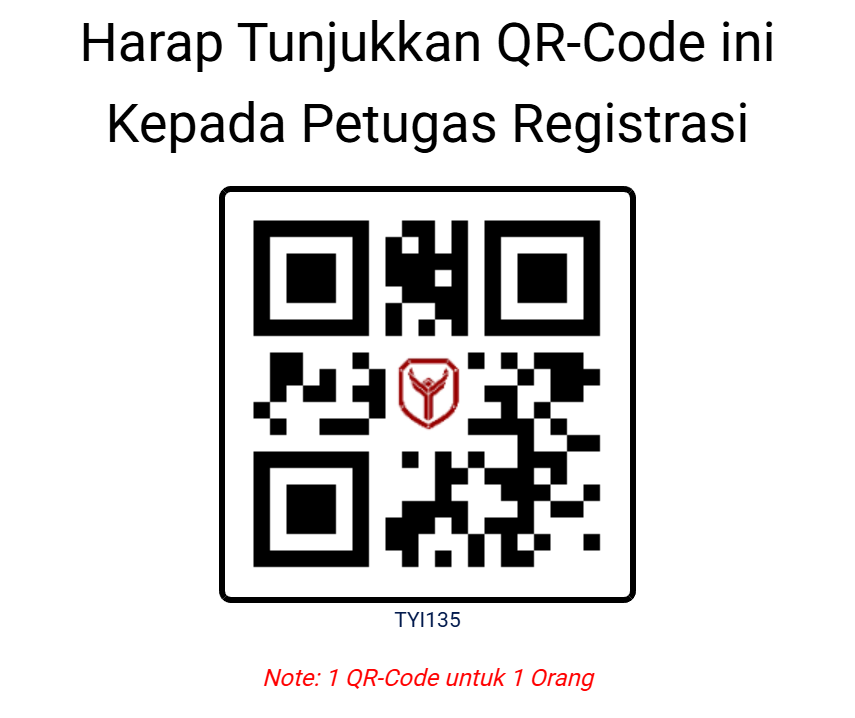 Harap Tunjukkan QR-Code ini
Kepada Petugas Registrasi
TYI135
Note: 1 QR-Code untuk 1 Orang